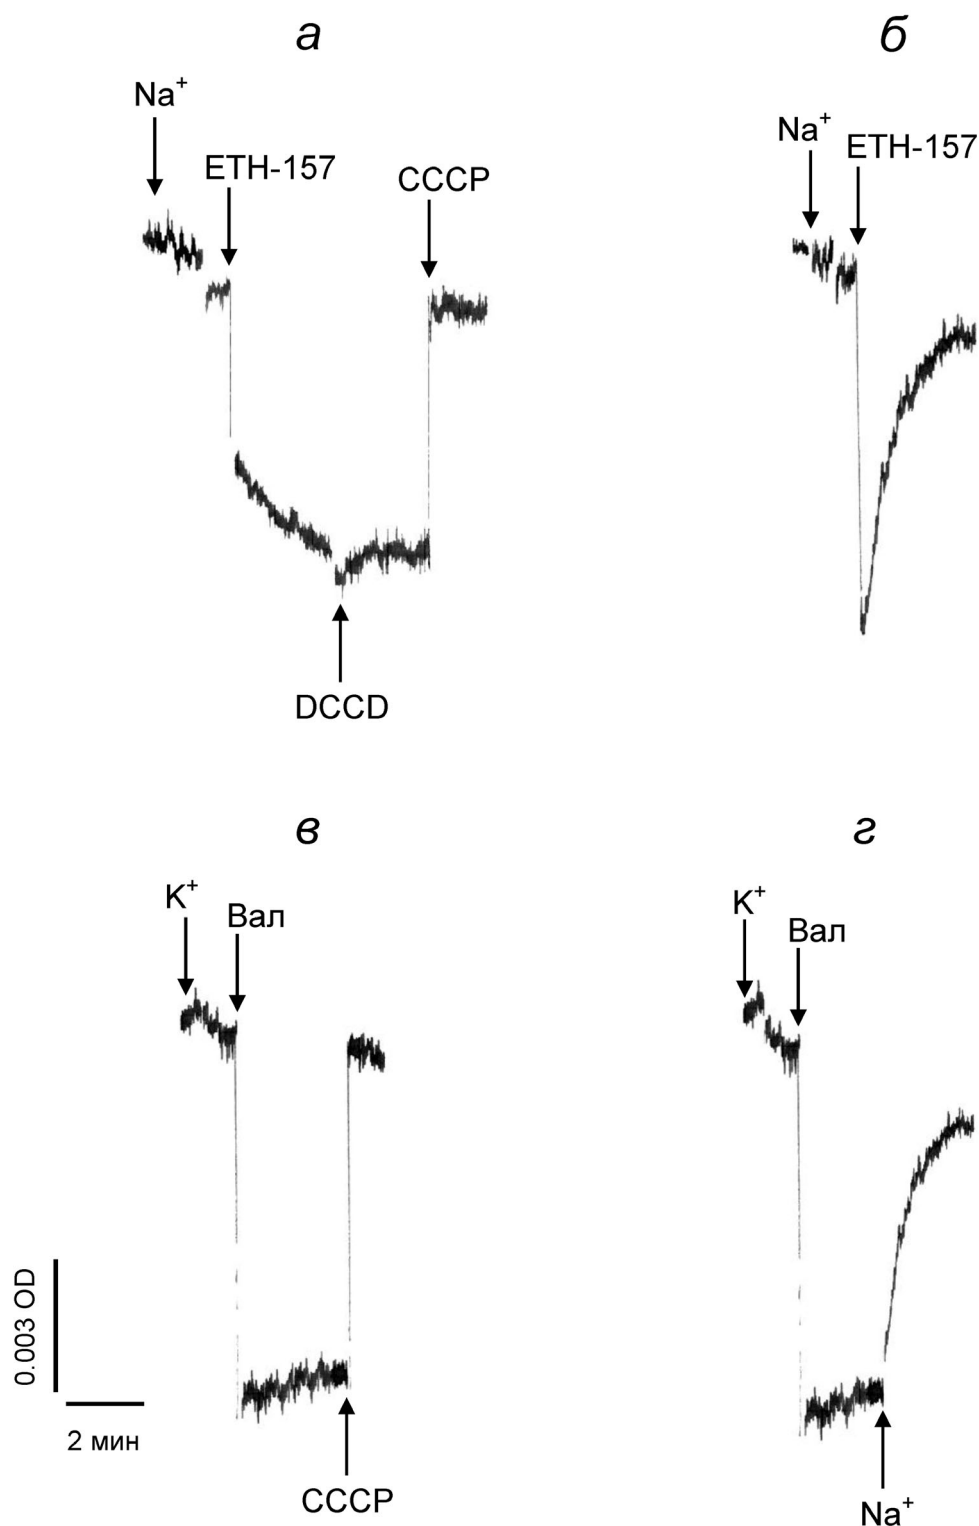 а
б
Na+
ETH-157
CCCP
Na+
ETH-157
DCCD
в
г
K+
Вал
K+
Вал
0.003 OD
2 мин
CCCP
Na+